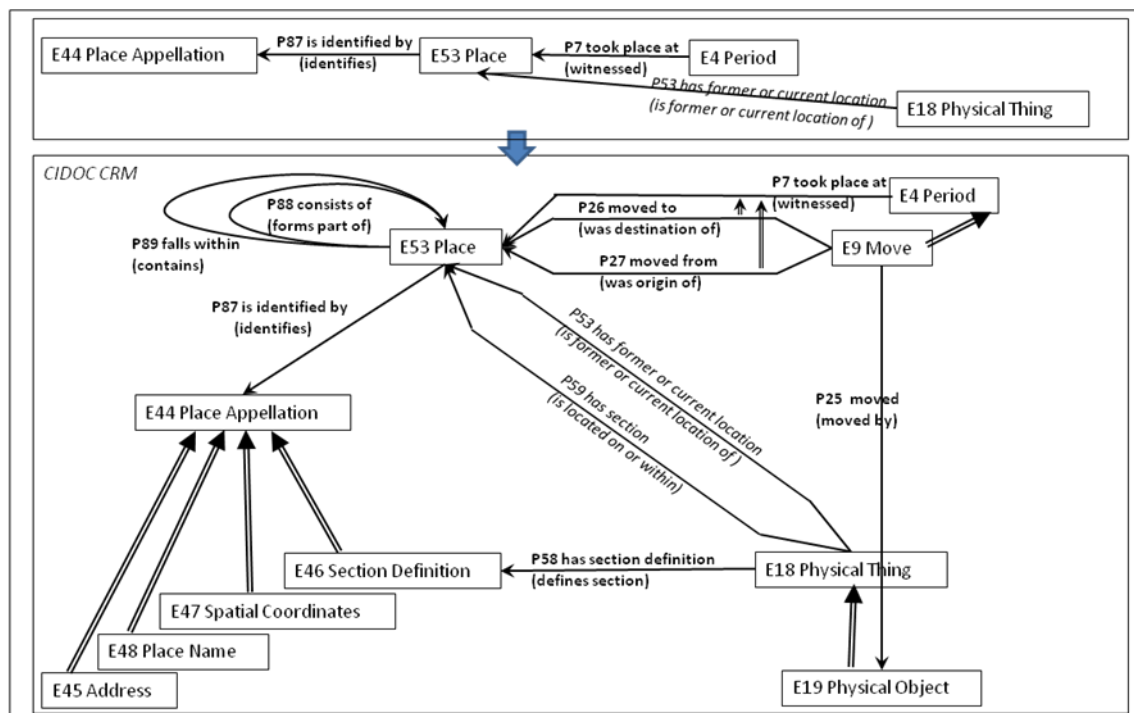 E44 Place Appellation
P87 is identified by
(identifies)
E53 Place
P7 took place at
(witnessed)
E4 Period
P53 has former or current location
(is former or current location of )
E18 Physical Thing
CIDOC CRM
P88 consists of
(forms part of)
P89 falls within
(contains)
E53 Place
P26 moved to
(was destination of)
P27 moved from
(was origin of)
P7 took place at
(witnessed)
E4 Period
E9 Move
P87 is identified by
(identifies)
P53 has former or current location
(is former or current location of )
P59 has section
(is located on or within)
P25 moved
(moved by)
E44 Place Appellation
P58 has section definition
(defines section)
E46 Section Definition
E18 Physical Thing
E47 Spatial Coordinates
E48 Place Name
E45 Address
E19 Physical Object